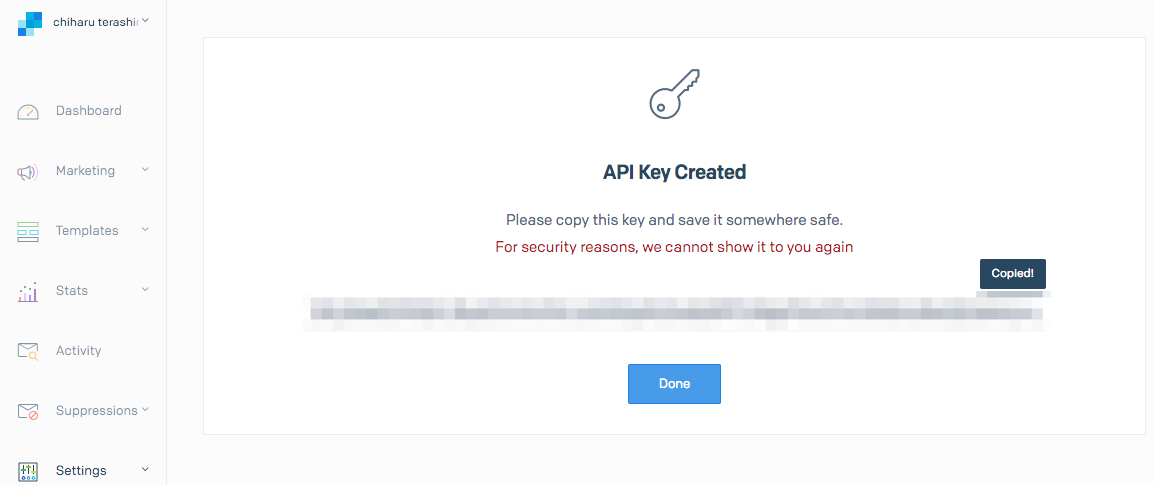 chiharu terashi
Dashboard
Marketing
Templates
Stats
Activity
Suppressions
Settings
API Key Created
Please copy this key and save it somewhere safe.
For security reasons, we cannot show it to you again
Copied!
Done